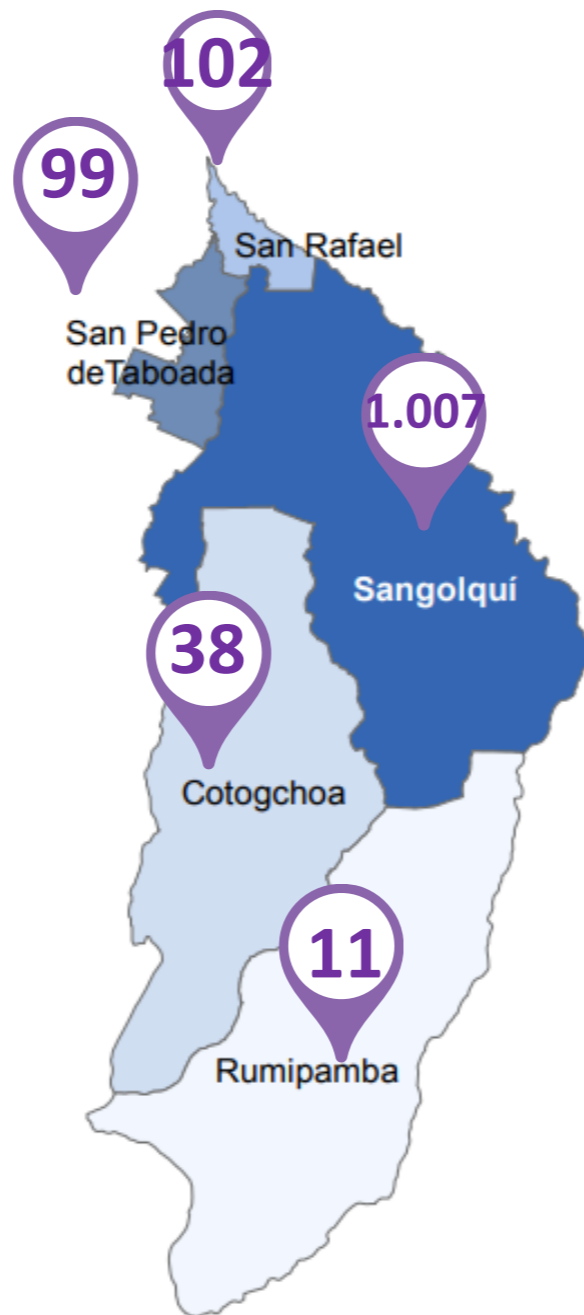 102
99
San Rafael
San Pedro
deTaboada
1.007
Sangolquí
38
Cotogchoa
11
Rumipamba